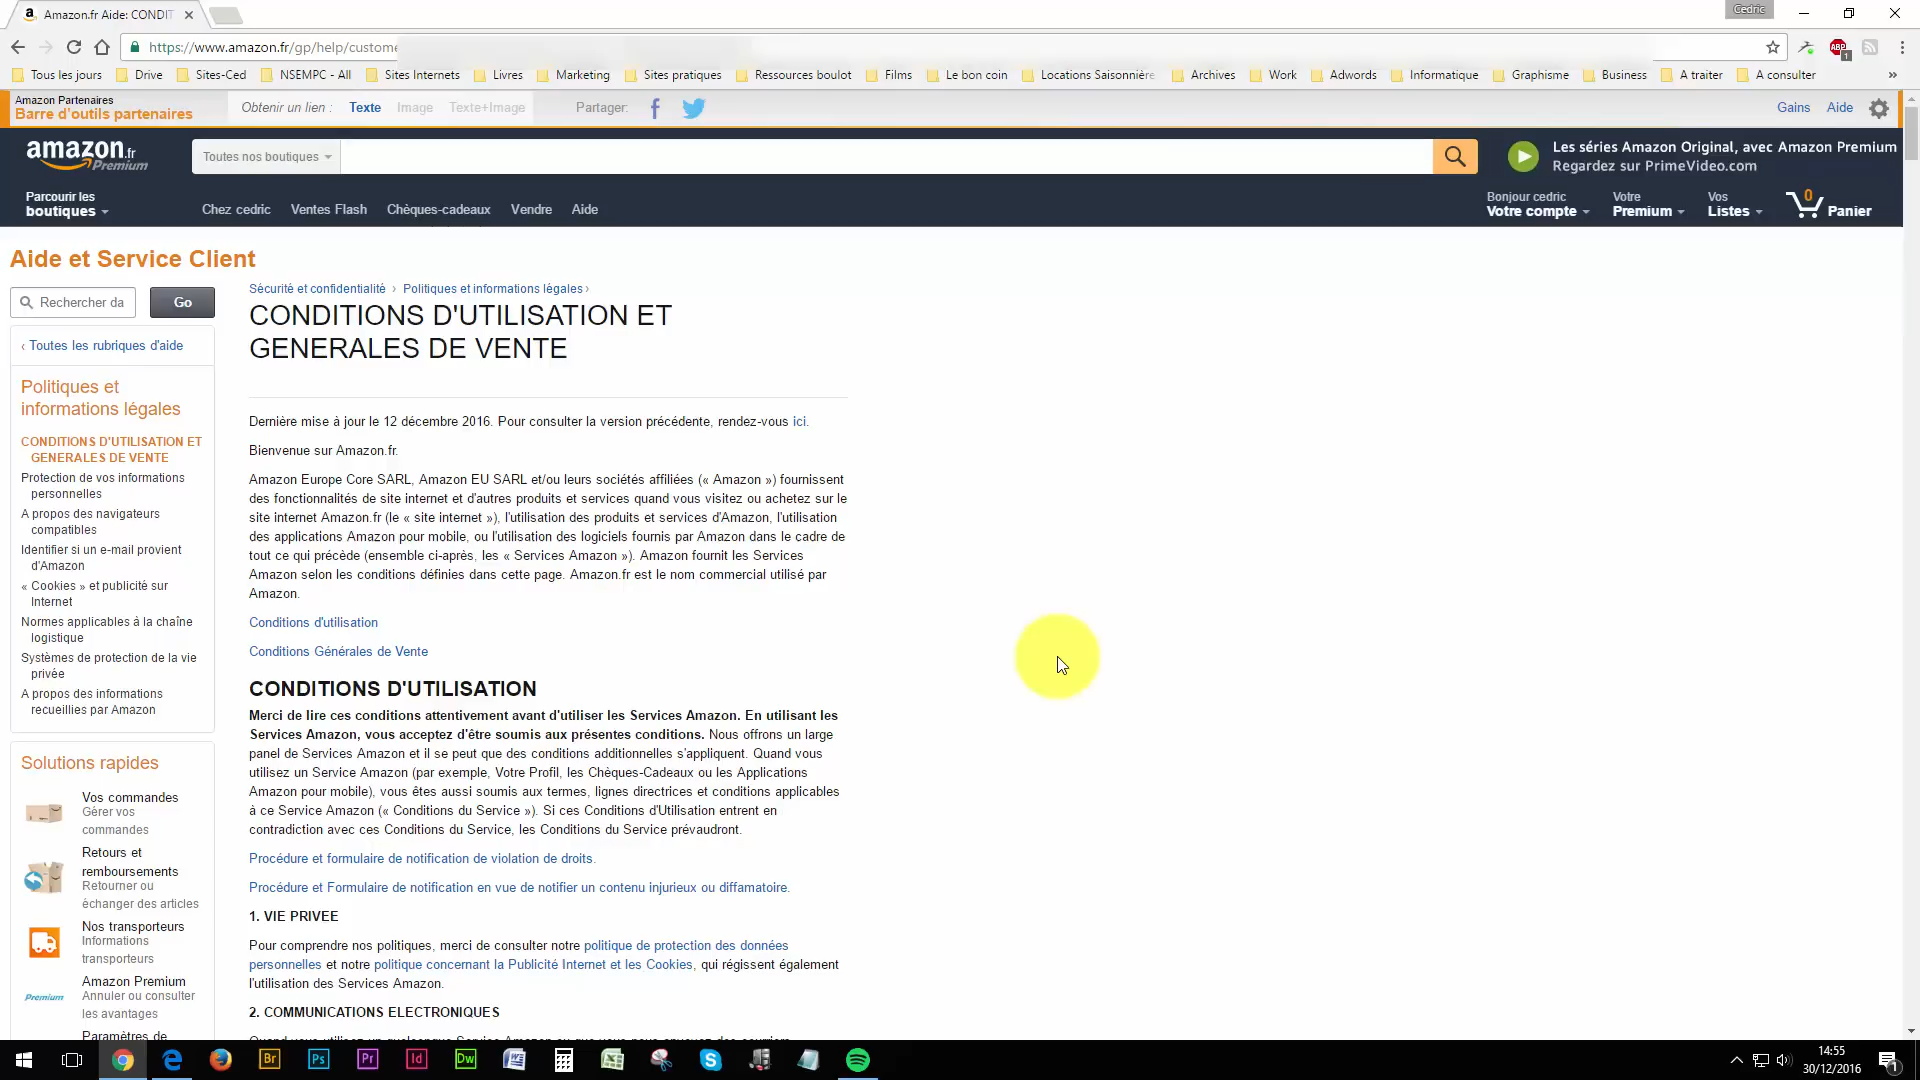 Amazon.fr Aide: CONDIT
Cedric
https://www.amazon.fr/gp/help/custome
ABP
1
Tous les jours
Drive
Sites-Ced
NSEMPC - All
Sites Internets
Livres
Marketing
Sites pratiques
Ressources boulot
Films
Le bon coin
Locations Saisonnière
Archives
Work
Adwords
Informatique
Graphisme
Business
A traiter
A consulter
»
Amazon Partenaires
Barre d'outils partenaires
Obtenir un lien :
Texte
Image
Texte+Image
Partager:
Gains
Aide
amazon.fr
Premium
Toutes nos boutiques
Les séries Amazon Original, avec Amazon Premium
Regardez sur PrimeVideo.com
Parcourir les
boutiques
Chez cedric
Ventes Flash
Chèques-cadeaux
Vendre
Aide
Bonjour cedric
Votre compte
Votre
Premium
Vos
Listes
0
Panier
Aide et Service Client
Rechercher da
Go
‹ Toutes les rubriques d'aide
Politiques et
informations légales
CONDITIONS D'UTILISATION ET
GENERALES DE VENTE
Protection de vos informations
personnelles
A propos des navigateurs
compatibles
Identifier si un e-mail provient
d'Amazon
« Cookies » et publicité sur
Internet
Normes applicables à la chaîne
logistique
Systèmes de protection de la vie
privée
A propos des informations
recueillies par Amazon
Solutions rapides
Vos commandes
Gérer vos
commandes
Retours et
remboursements
Retourner ou
échanger des articles
Nos transporteurs
Informations
transporteurs
Premium
Amazon Premium
Annuler ou consulter
les avantages
Paramètres de
Sécurité et confidentialité › Politiques et informations légales ›
CONDITIONS D'UTILISATION ET
GENERALES DE VENTE
Dernière mise à jour le 12 décembre 2016. Pour consulter la version précédente, rendez-vous ici.
Bienvenue sur Amazon.fr.
Amazon Europe Core SARL, Amazon EU SARL et/ou leurs sociétés affiliées (« Amazon ») fournissent
des fonctionnalités de site internet et d'autres produits et services quand vous visitez ou achetez sur le
site internet Amazon.fr (le « site internet »), l'utilisation des produits et services d'Amazon, l'utilisation
des applications Amazon pour mobile, ou l'utilisation des logiciels fournis par Amazon dans le cadre de
tout ce qui précède (ensemble ci-après, les « Services Amazon »). Amazon fournit les Services
Amazon selon les conditions définies dans cette page. Amazon.fr est le nom commercial utilisé par
Amazon.
Conditions d'utilisation
Conditions Générales de Vente
CONDITIONS D'UTILISATION
Merci de lire ces conditions attentivement avant d'utiliser les Services Amazon. En utilisant les
Services Amazon, vous acceptez d'être soumis aux présentes conditions. Nous offrons un large
panel de Services Amazon et il se peut que des conditions additionnelles s'appliquent. Quand vous
utilisez un Service Amazon (par exemple, Votre Profil, les Chèques-Cadeaux ou les Applications
Amazon pour mobile), vous êtes aussi soumis aux termes, lignes directrices et conditions applicables
à ce Service Amazon (« Conditions du Service »). Si ces Conditions d'Utilisation entrent en
contradiction avec ces Conditions du Service, les Conditions du Service prévaudront.
Procédure et formulaire de notification de violation de droits.
Procédure et Formulaire de notification en vue de notifier un contenu injurieux ou diffamatoire.
1. VIE PRIVEE
Pour comprendre nos politiques, merci de consulter notre politique de protection des données
personnelles et notre politique concernant la Publicité Internet et les Cookies, qui régissent également
l'utilisation des Services Amazon.
2. COMMUNICATIONS ELECTRONIQUES
Br
Ps
Pr
Id
Dw
14:55
30/12/2016
1